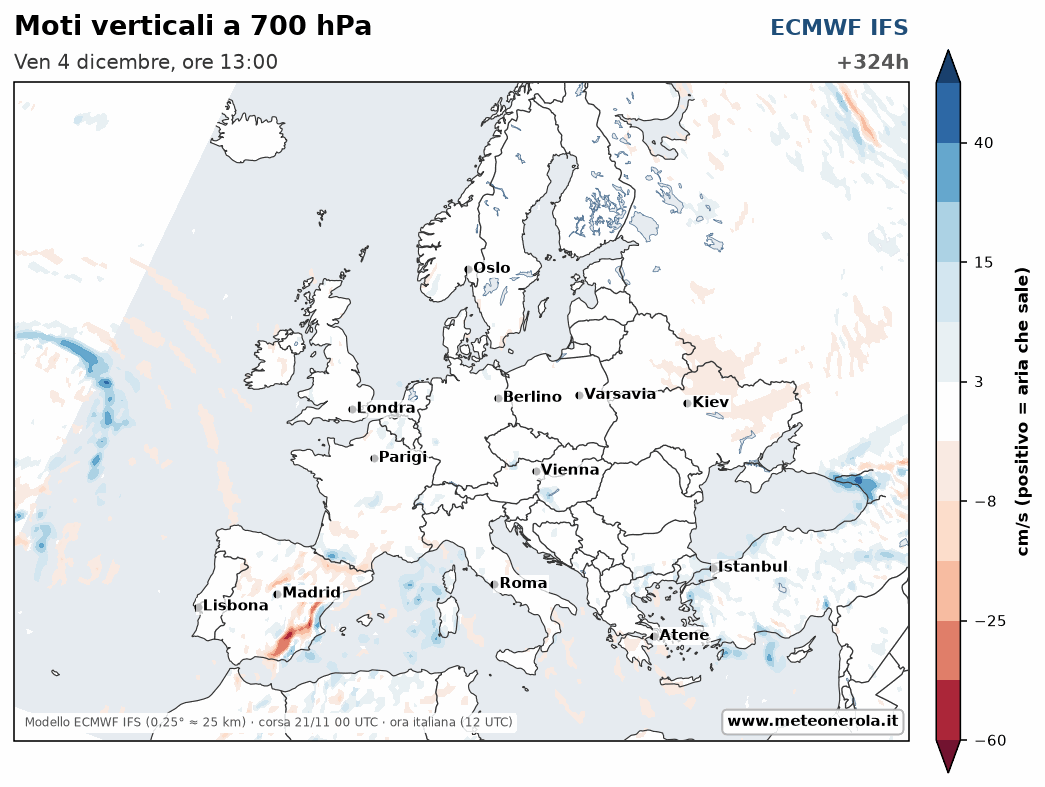 Moti verticali a 700 hPa
ECMWF IFS
Ven 4 dicembre, ore 13:00
+324h
40
15
3
−8
−25
−60
cm/s (positivo = aria che sale)
Oslo
Londra
Berlino
Varsavia
Kiev
Parigi
Vienna
Istanbul
Roma
Madrid
Lisbona
Atene
Modello ECMWF IFS (0,25° ≈ 25 km) · corsa 21/11 00 UTC · ora italiana (12 UTC)
www.meteonerola.it